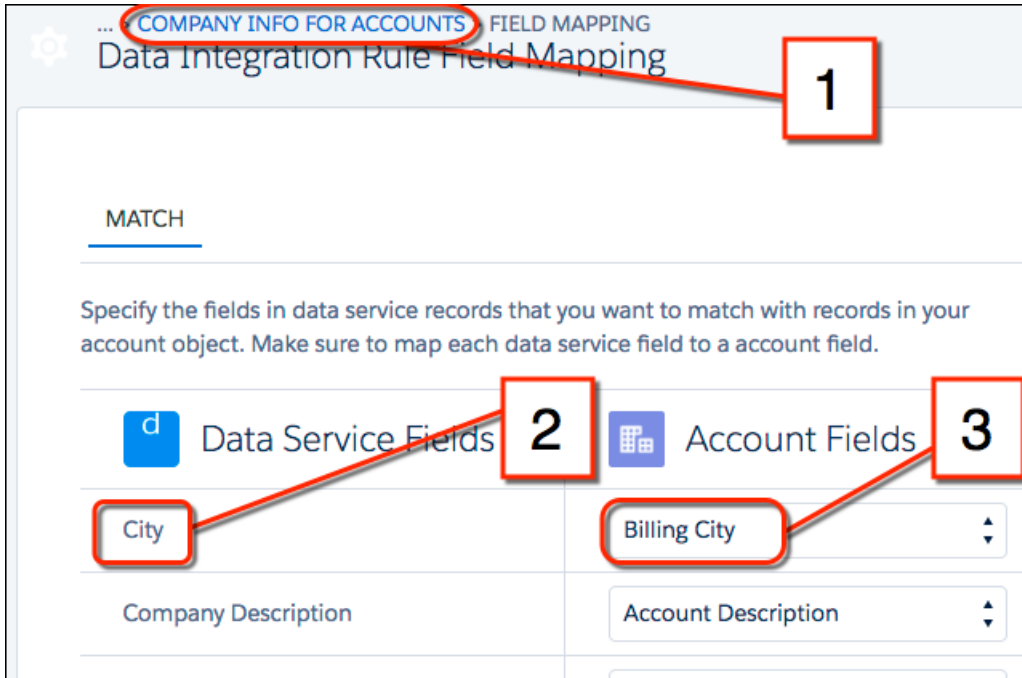 ... > COMPANY INFO FOR ACCOUNTS > FIELD MAPPING
Data Integration Rule Field Mapping
1
MATCH
Specify the fields in data service records that you want to match with records in your
account object. Make sure to map each data service field to a account field.
d Data Service Fields 2 Account Fields 3
City Billing City
Company Description Account Description